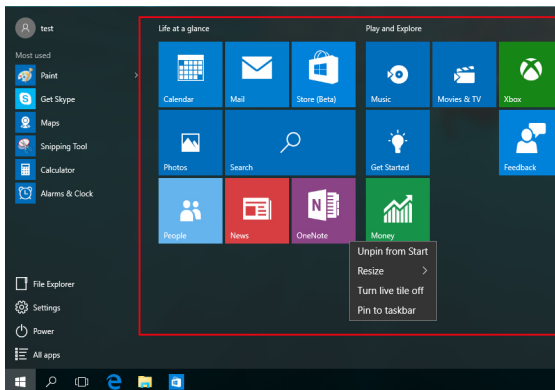 test
Most used
Paint
Get Skype
Maps
Snipping Tool
Calculator
Alarms & Clock
File Explorer
Settings
Power
All apps
Life at a glance
Calendar
Mail
Store (Beta)
Photos
Search
People
News
OneNote
Play and Explore
Music
Movies & TV
Xbox
Get Started
Feedback
Money
Unpin from Start
Resize
Turn live tile off
Pin to taskbar